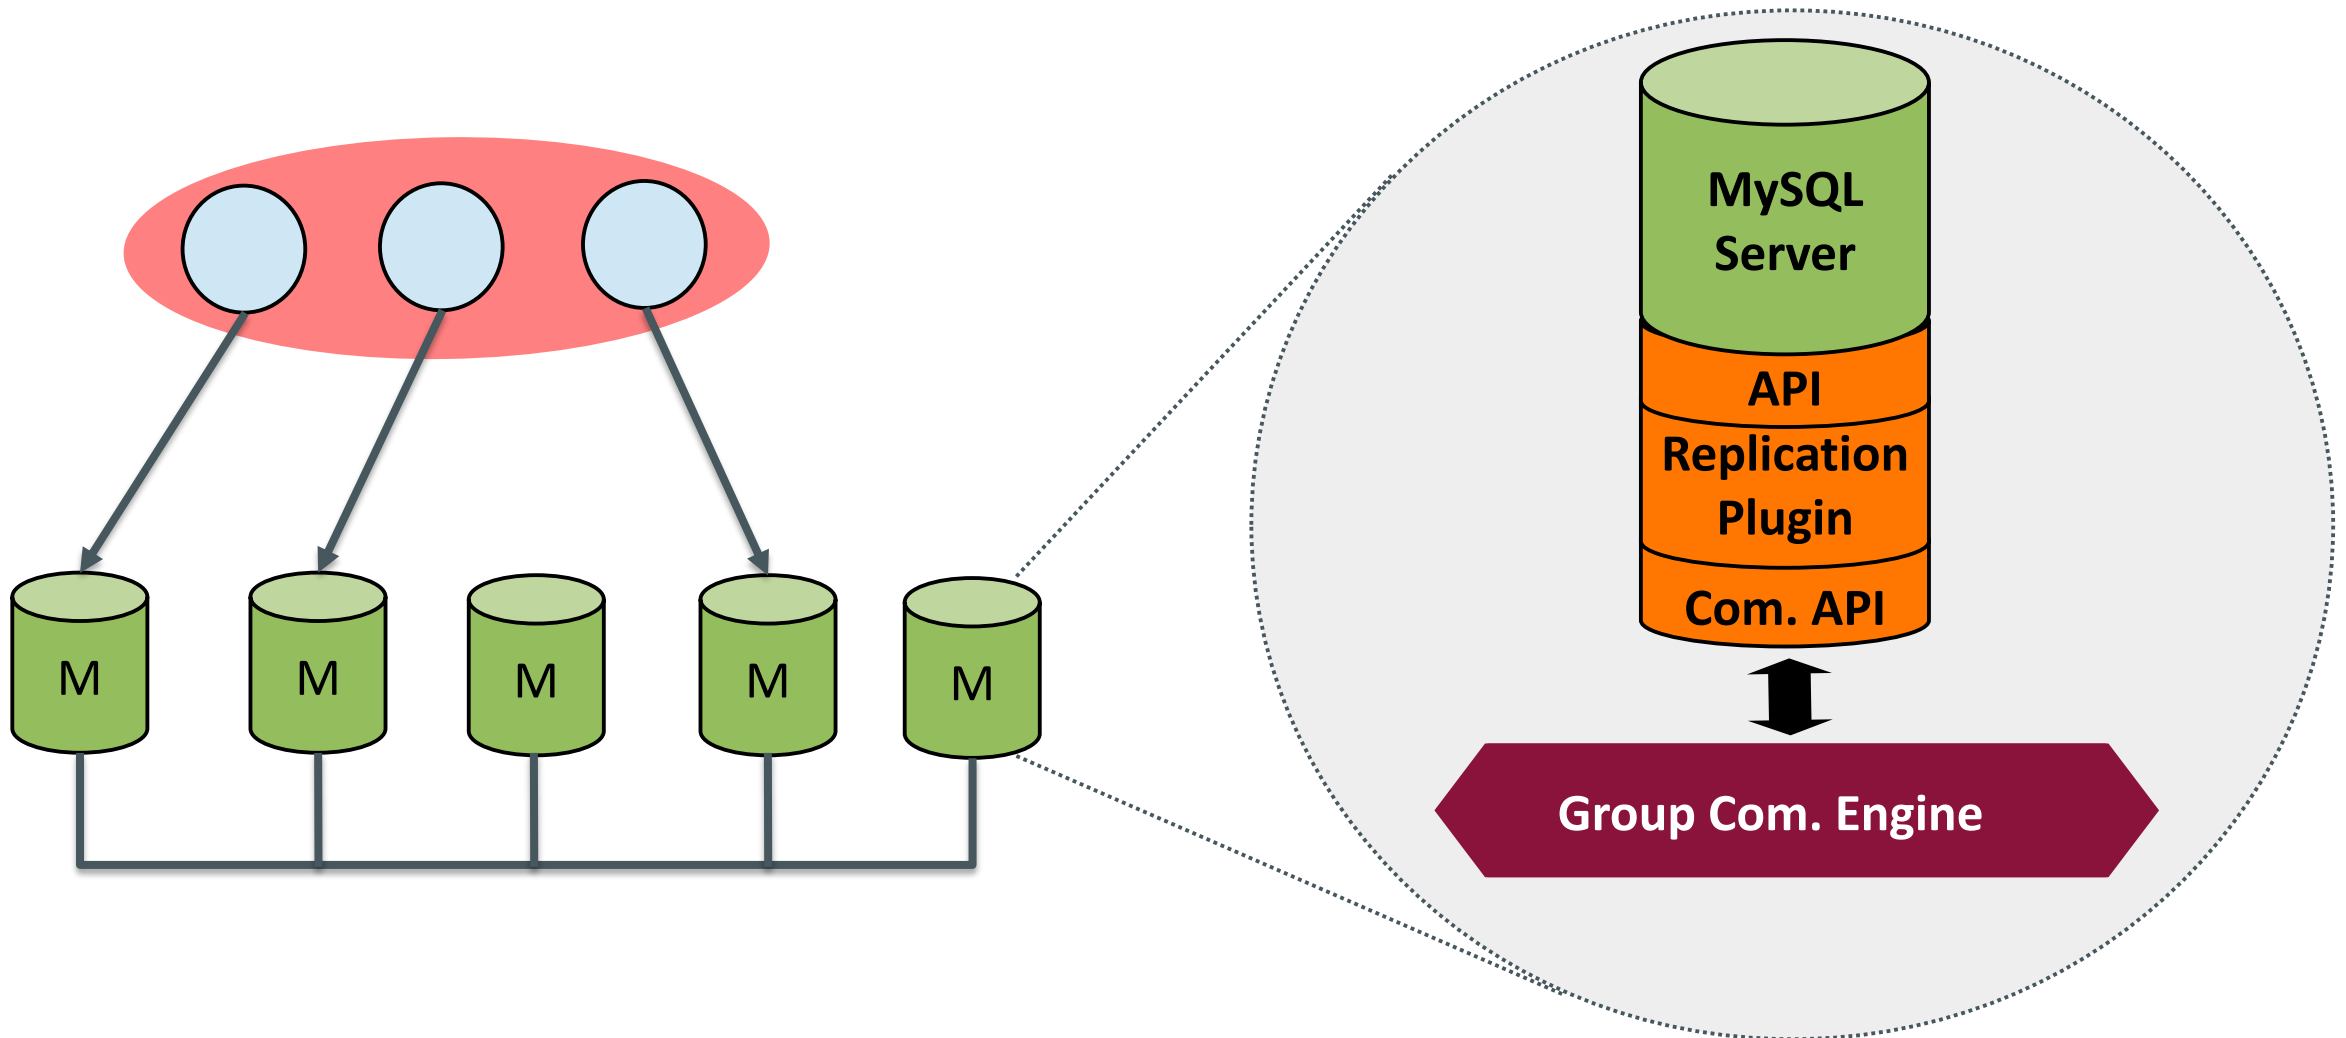 M
M
M
M
M
MySQL
Server
API
Replication
Plugin
Com. API
Group Com. Engine